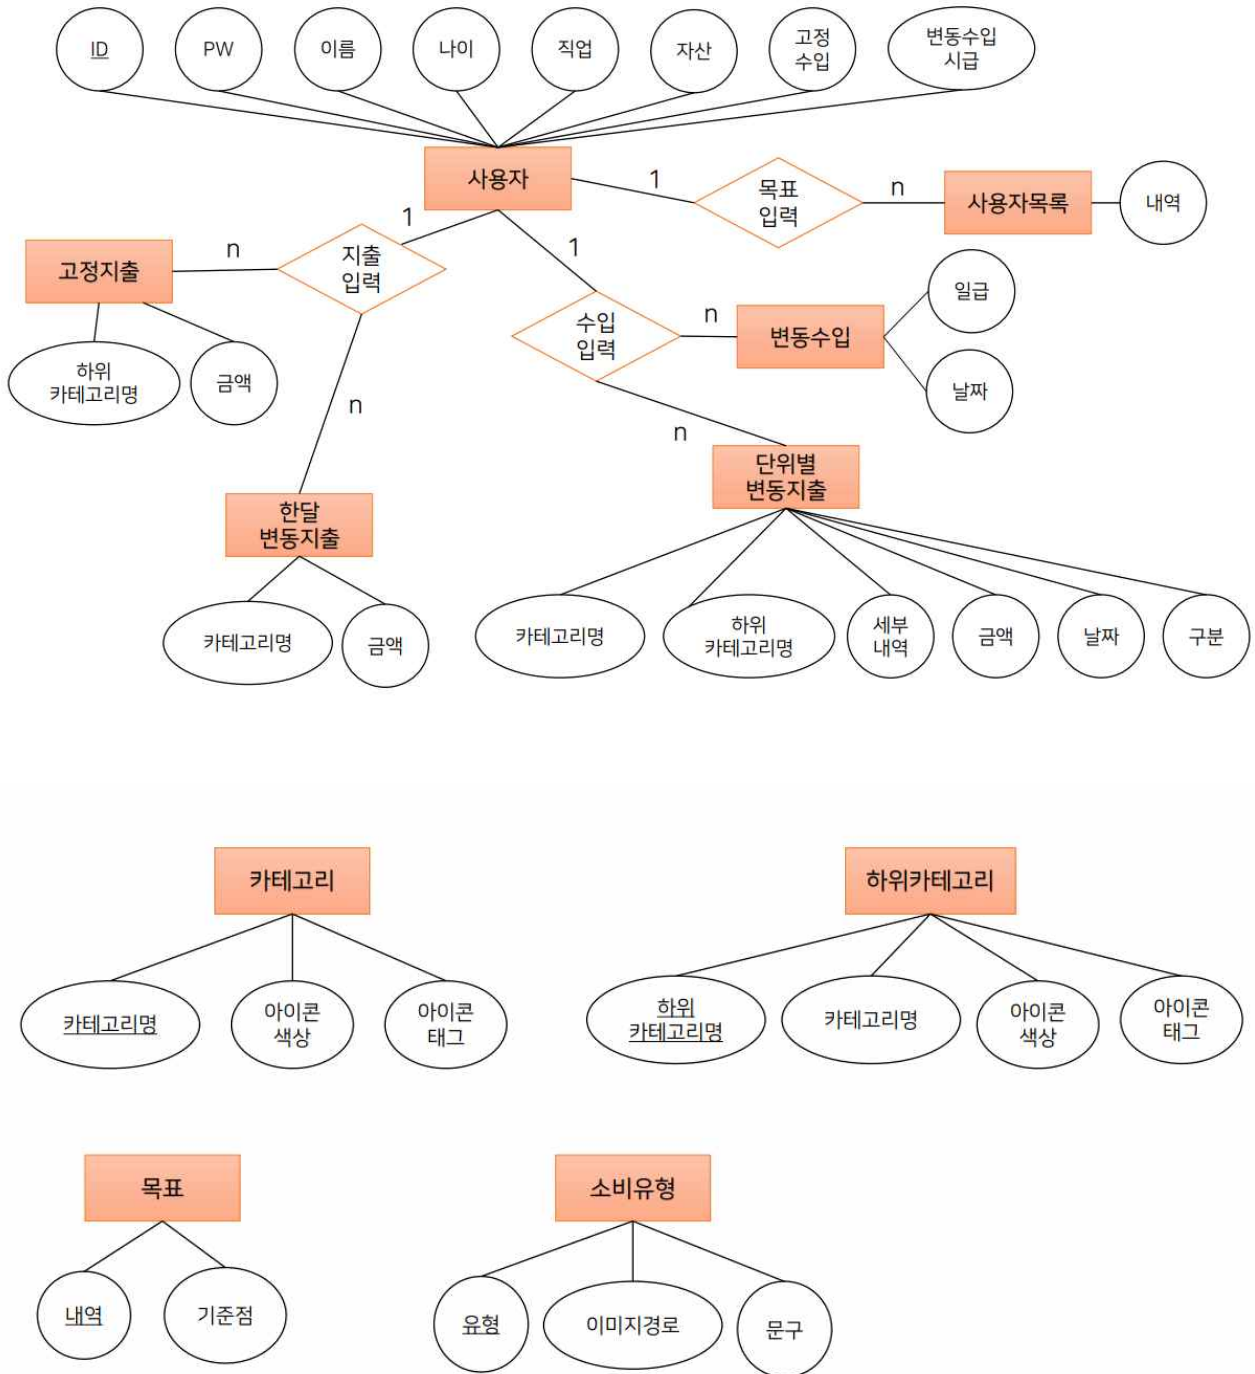 ID
PW
이름
나이
직업
자산
고정
수입
변동수입
시급
사용자
1
목표
입력
n
사용자목록
내역
1
지출
입력
n
고정지출
1
수입
입력
n
변동수입
일급
날짜
하위
카테고리명
금액
n
n
한달
변동지출
카테고리명
금액
단위별
변동지출
카테고리명
하위
카테고리명
세부
내역
금액
날짜
구분
카테고리
카테고리명
아이콘
색상
아이콘
태그
하위카테고리
하위
카테고리명
카테고리명
아이콘
색상
아이콘
태그
목표
내역
기준점
소비유형
유형
이미지경로
문구